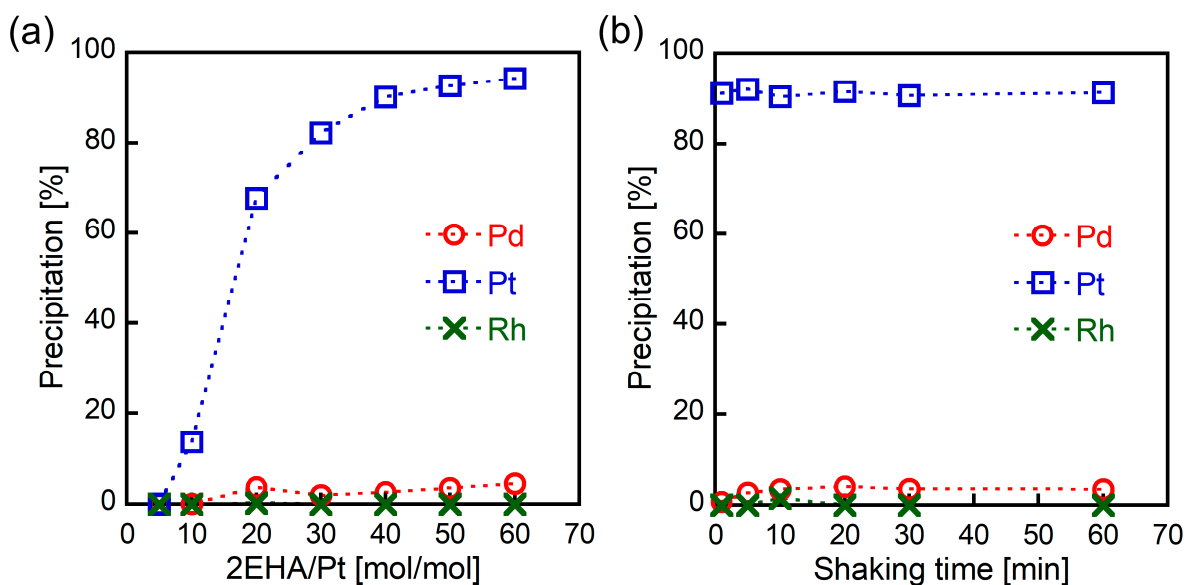 (a)
100
80
60
40
20
0
Precipitation [%]
Pd
Pt
Rh
0 10 20 30 40 50 60 70
2EHA/Pt [mol/mol]
(b)
100
80
60
40
20
0
Precipitation [%]
Pd
Pt
Rh
0 10 20 30 40 50 60 70
Shaking time [min]